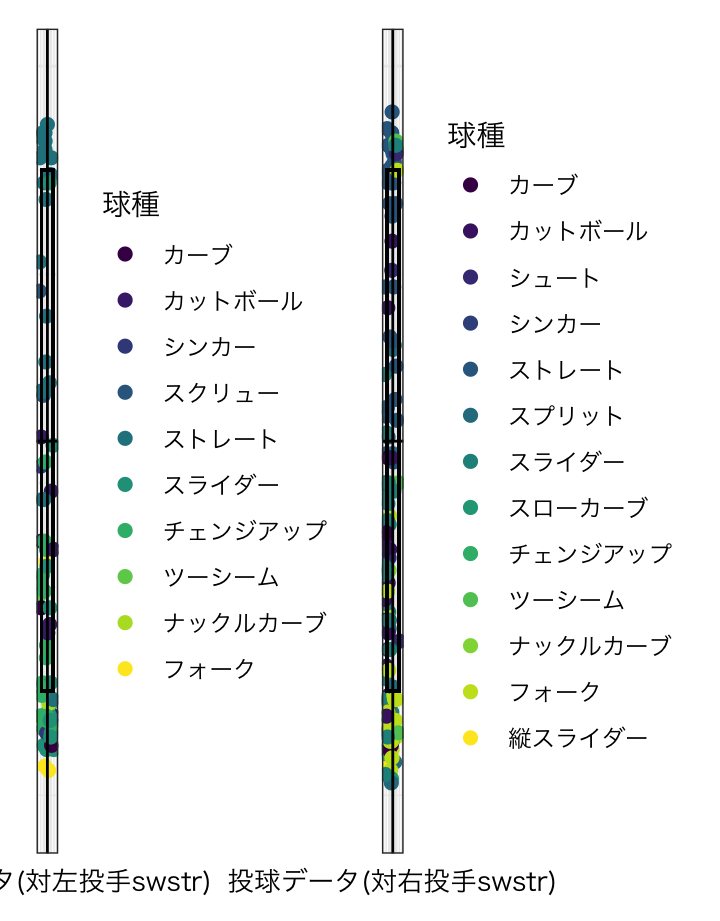 球種
カーブ
カットボール
シンカー
スクリュー
ストレート
スライダー
チェンジアップ
ツーシーム
ナックルカーブ
フォーク
球種
カーブ
カットボール
シュート
シンカー
ストレート
スプリット
スライダー
スローカーブ
チェンジアップ
ツーシーム
ナックルカーブ
フォーク
縦スライダー
タ(対左投手swstr)
投球データ(対右投手swstr)